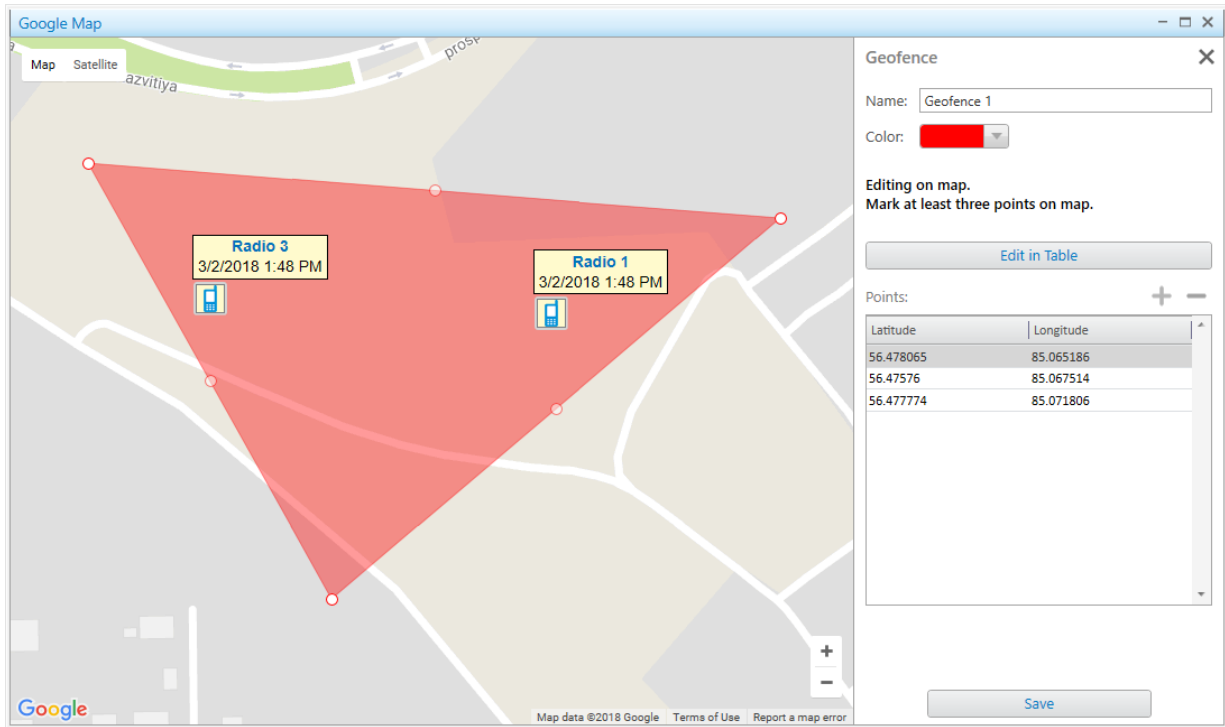 Google Map
Map Satellite
azvitiya
prosp
Radio 3
3/2/2018 1:48 PM
Radio 1
3/2/2018 1:48 PM
Google
Map data ©2018 Google Terms of Use Report a map error
Geofence
Name: Geofence 1
Color:
Editing on map.
Mark at least three points on map.
Edit in Table
Points:
Latitude Longitude
56.478065 85.065186
56.47576 85.067514
56.477774 85.071806
Save